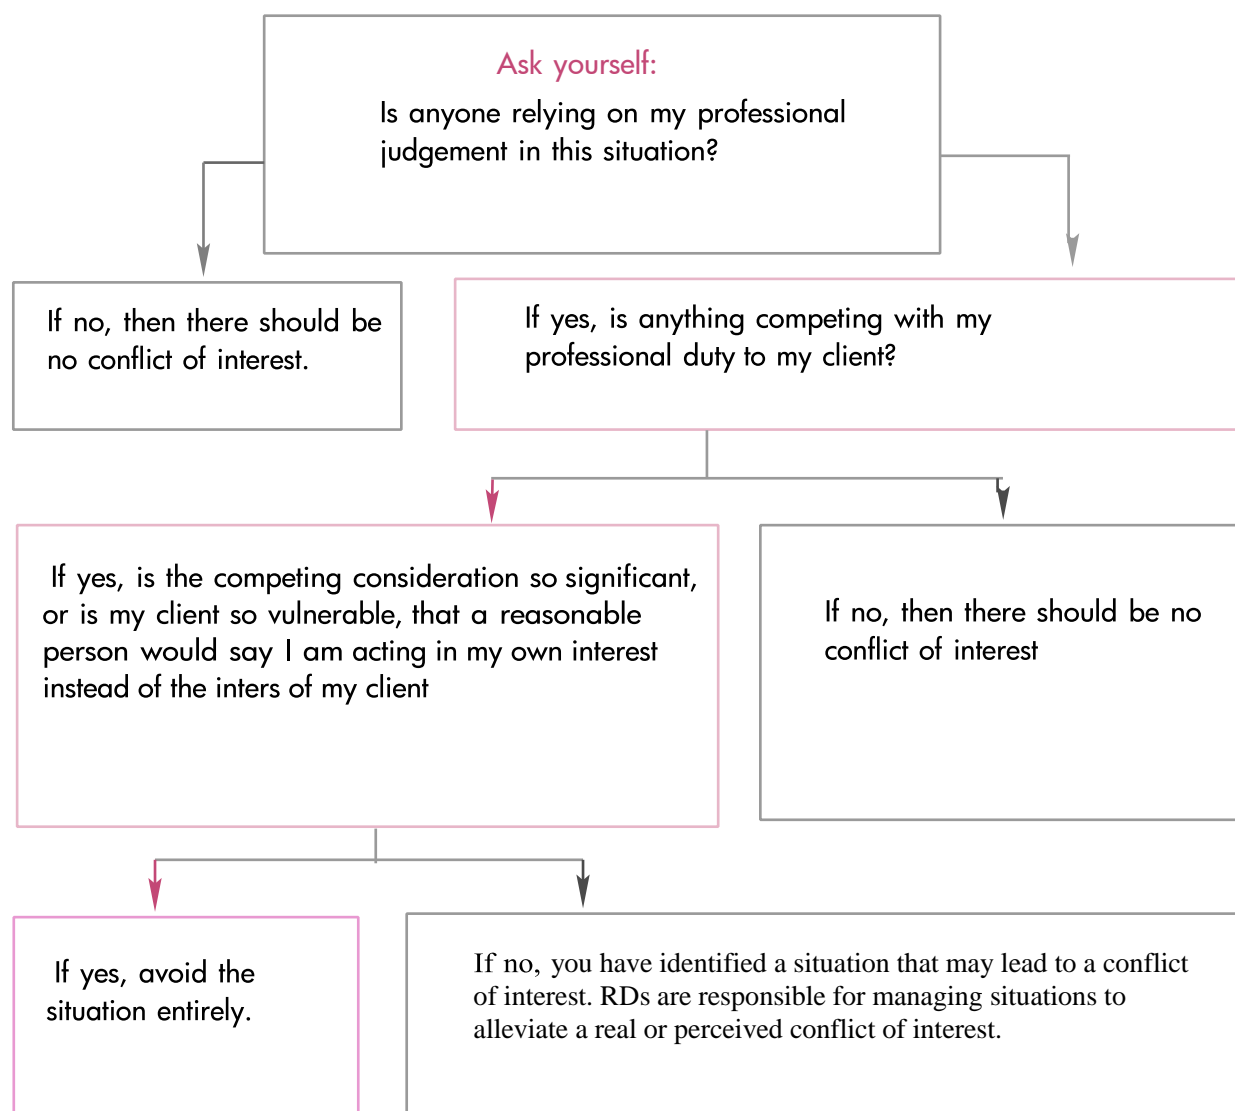 Ask yourself:
Is anyone relying on my professional
judgement in this situation?
If no, then there should be
no conflict of interest.
If yes, is anything competing with my
professional duty to my client?
If yes, is the competing consideration so significant,
or is my client so vulnerable, that a reasonable
person would say I am acting in my own interest
instead of the inters of my client
If no, then there should be no
conflict of interest
If yes, avoid the
situation entirely.
If no, you have identified a situation that may lead to a conflict
of interest. RDs are responsible for managing situations to
alleviate a real or perceived conflict of interest.